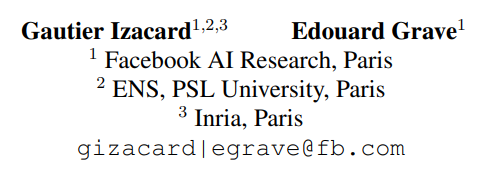 Gautier Izacard1,2,3 Edouard Grave1
1 Facebook AI Research, Paris
2 ENS, PSL University, Paris
3 Inria, Paris
gizacard|egrave@fb.com